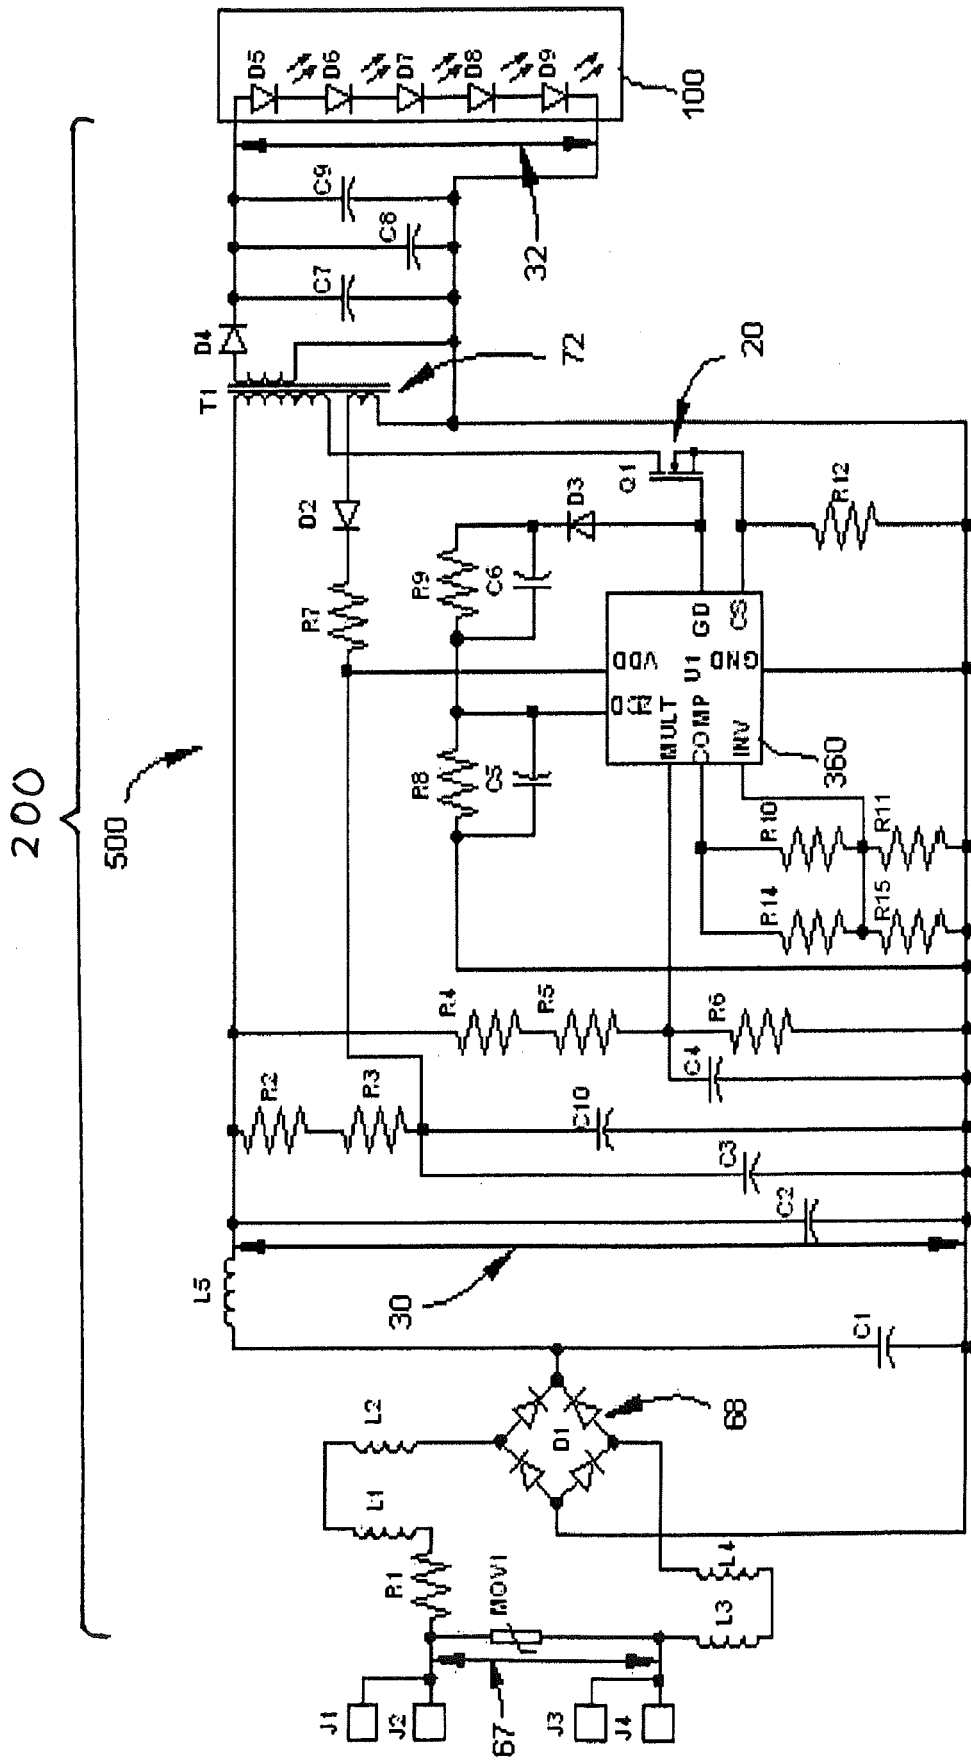 200
500
J1
J2
J3
J4
67
MOV1
R1
L1
L2
L3
L4
D1
68
C1
L5
30
C2
C3
C10
R2
R3
R4
R5
C4
R6
R14
R15
R10
R11
R8
C5
R9
C6
MULT
COMP
INV
VDD
U1
GND
GD
CS
360
R7
D2
D3
Q1
20
R12
T1
72
D4
C7
C8
C9
32
D5
D6
D7
D8
D9
100